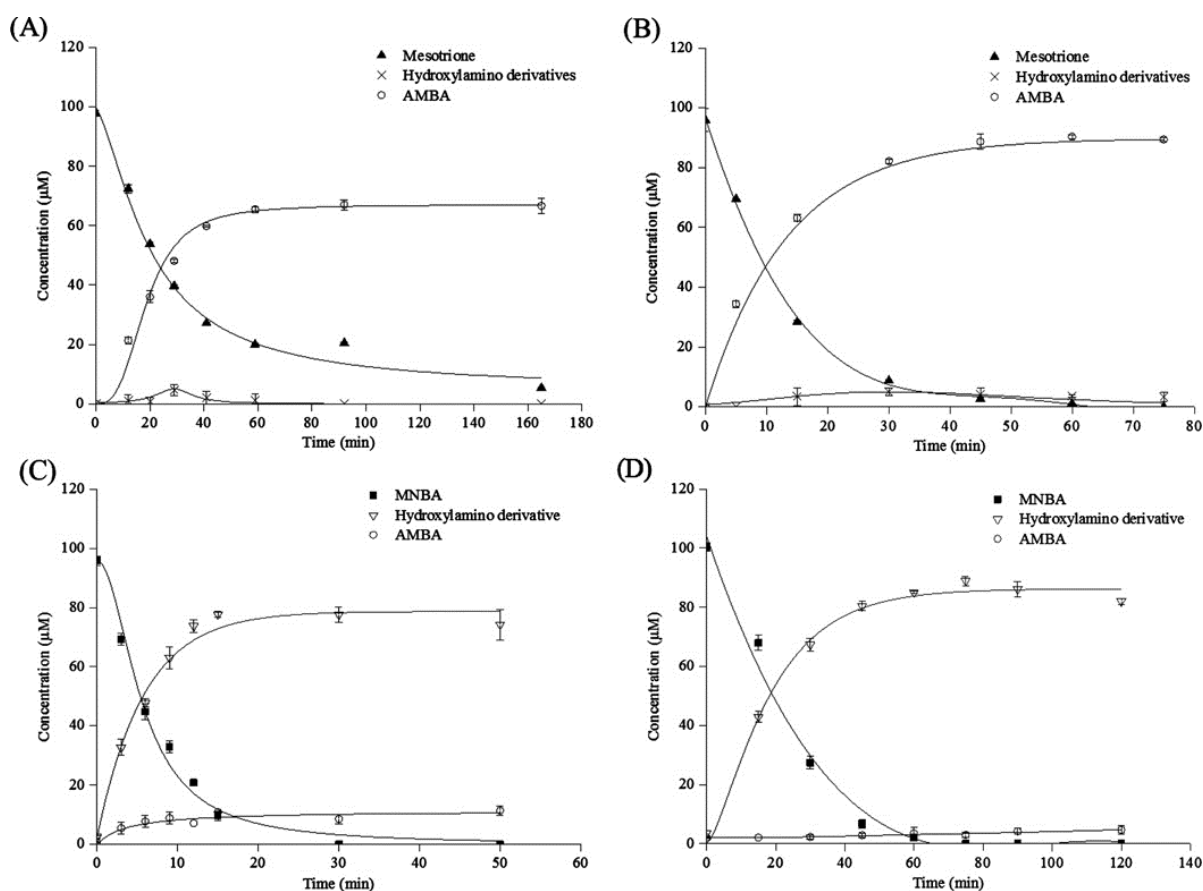 (A)
120
100
80
60
40
20
0
Concentration (μM)
▲ Mesotrione
× Hydroxylamino derivatives
○ AMBA
0 20 40 60 80 100 120 140 160 180
Time (min)
(B)
120
100
80
60
40
20
0
Concentration (μM)
▲ Mesotrione
× Hydroxylamino derivatives
○ AMBA
0 10 20 30 40 50 60 70 80
Time (min)
(C)
120
100
80
60
40
20
0
Concentration (μM)
■ MNBA
▽ Hydroxylamino derivative
○ AMBA
0 10 20 30 40 50 60
Time (min)
(D)
120
100
80
60
40
20
0
Concentration (μM)
■ MNBA
▽ Hydroxylamino derivative
○ AMBA
0 20 40 60 80 100 120 140
Time (min)